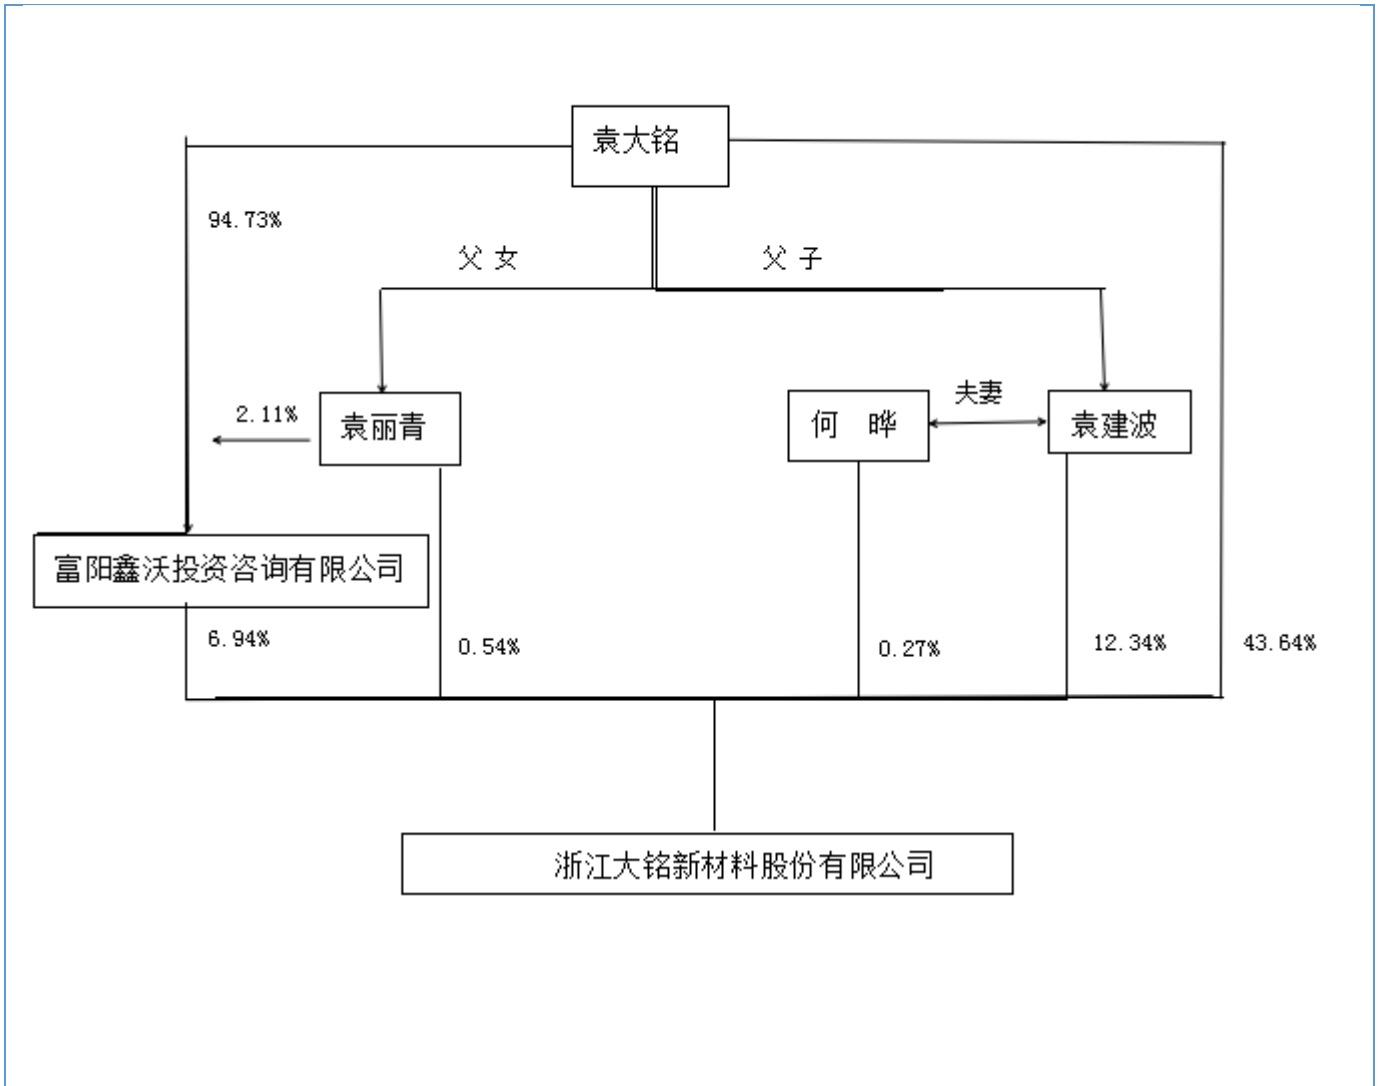 袁大铭
94.73%
父 女
父 子
2.11%
袁丽青
何 晔
夫妻
袁建波
富阳鑫沃投资咨询有限公司
6.94%
0.54%
0.27%
12.34%
43.64%
浙江大铭新材料股份有限公司